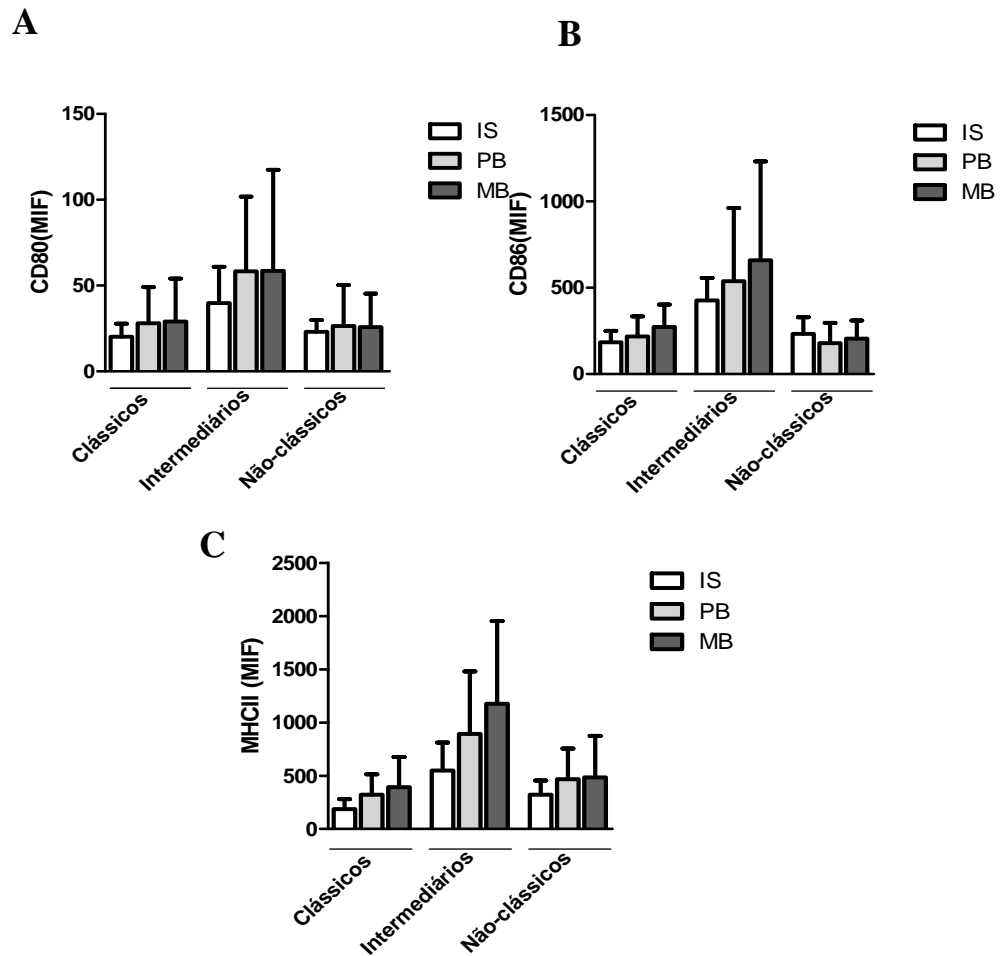 A
CD80(MIF)
150
100
50
0
IS
PB
MB
Clássicos
Intermediários
Não-clássicos
B
CD86(MIF)
1500
1000
500
0
IS
PB
MB
Clássicos
Intermediários
Não-clássicos
C
MHCII (MIF)
2500
2000
1500
1000
500
0
IS
PB
MB
Clássicos
Intermediários
Não-clássicos